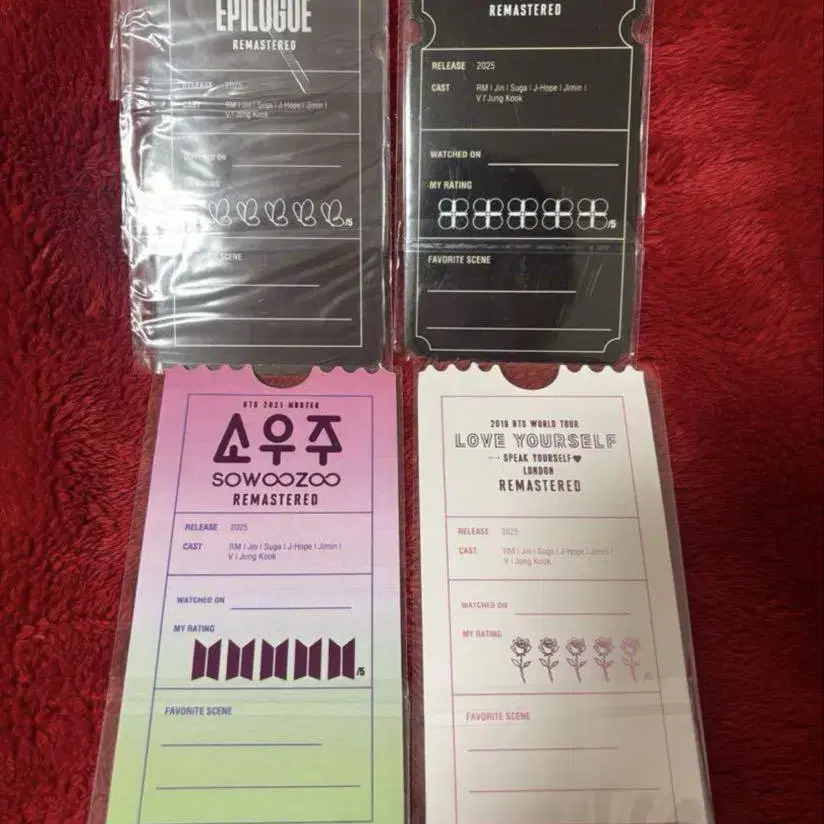 EPILOGUE
REMASTERED
RELEASE 2025
CAST RM I Jin I Suga I J-Hope I Jimin I
V I Jung Kook
WATCHED ON
RATING
/5
SCENE
REMASTERED
RELEASE 2025
CAST RM I Jin I Suga I J-Hope I Jimin I
V I Jung Kook
WATCHED ON
MY RATING
/5
FAVORITE SCENE
BTS 2021 MUSTER
소우주
SOWOOZOO
REMASTERED
RELEASE 2025
CAST RM I Jin I Suga I J-Hope I Jimin I
V I Jung Kook
WATCHED ON
MY RATING
/5
FAVORITE SCENE
2019 BTS WORLD TOUR
LOVE YOURSELF
SPEAK YOURSELF
LONDON
REMASTERED
RELEASE 2025
CAST RM I Jin I Suga I J-Hope I Jimin I
V I Jung Kook
WATCHED ON
MY RATING
FAVORITE SCENE